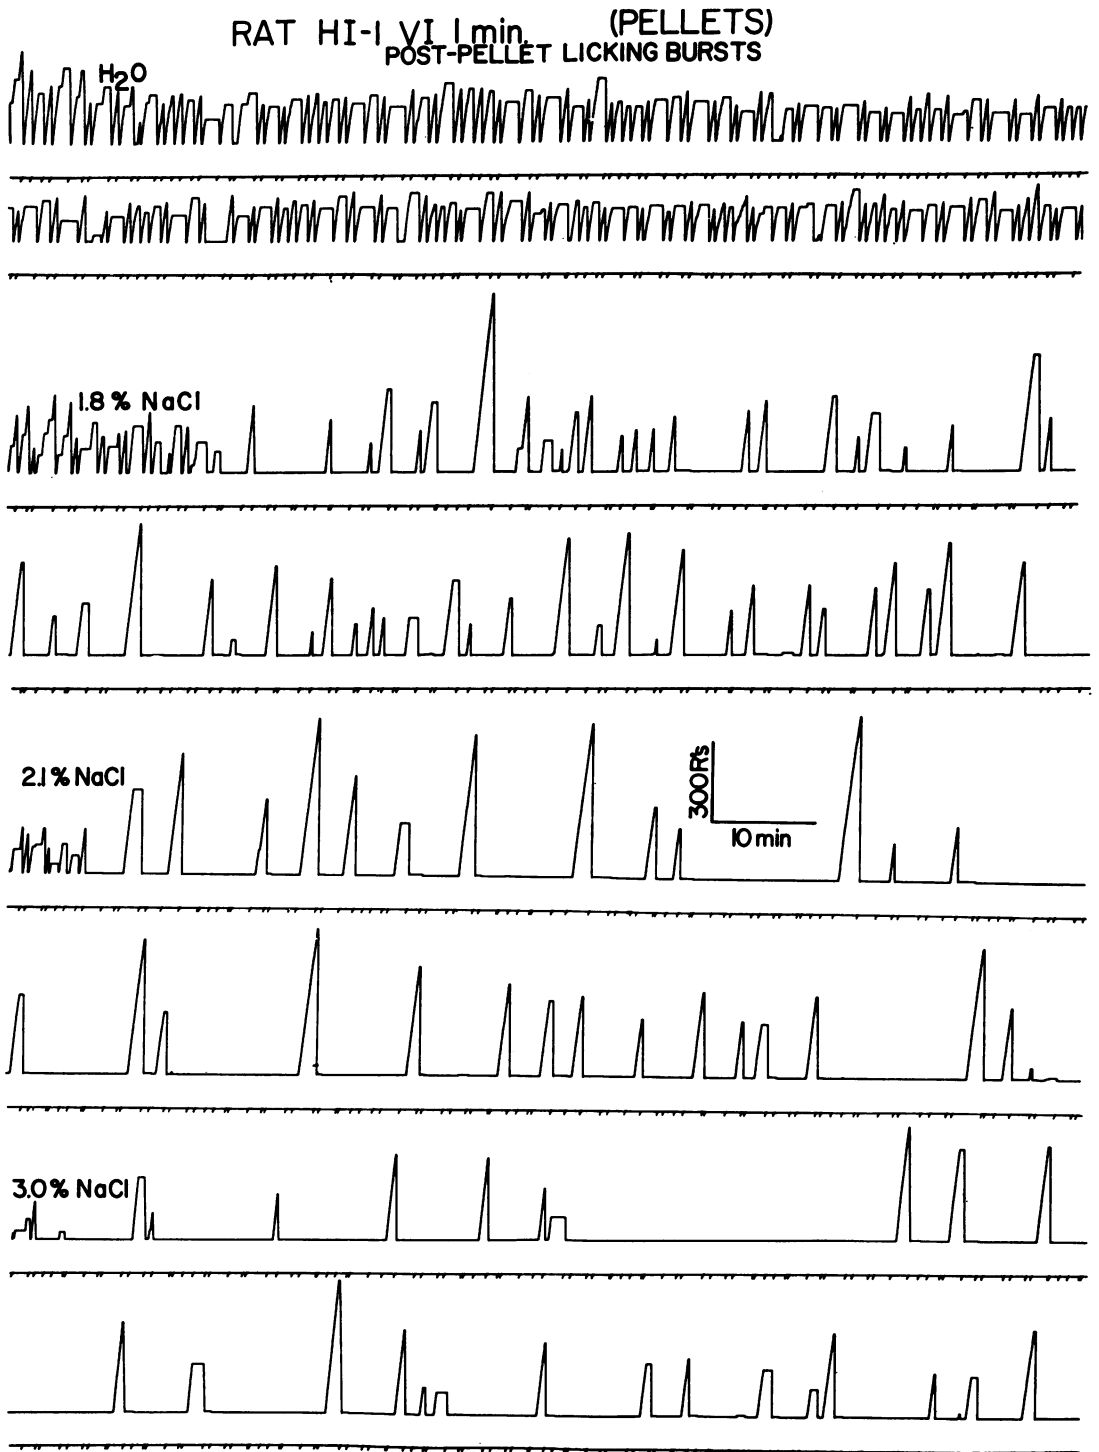 RAT HI-1 VI 1 min. (PELLETS)
POST-PELLET LICKING BURSTS
H2O
1.8% NaCl
2.1% NaCl
300R's
10 min
3.0% NaCl